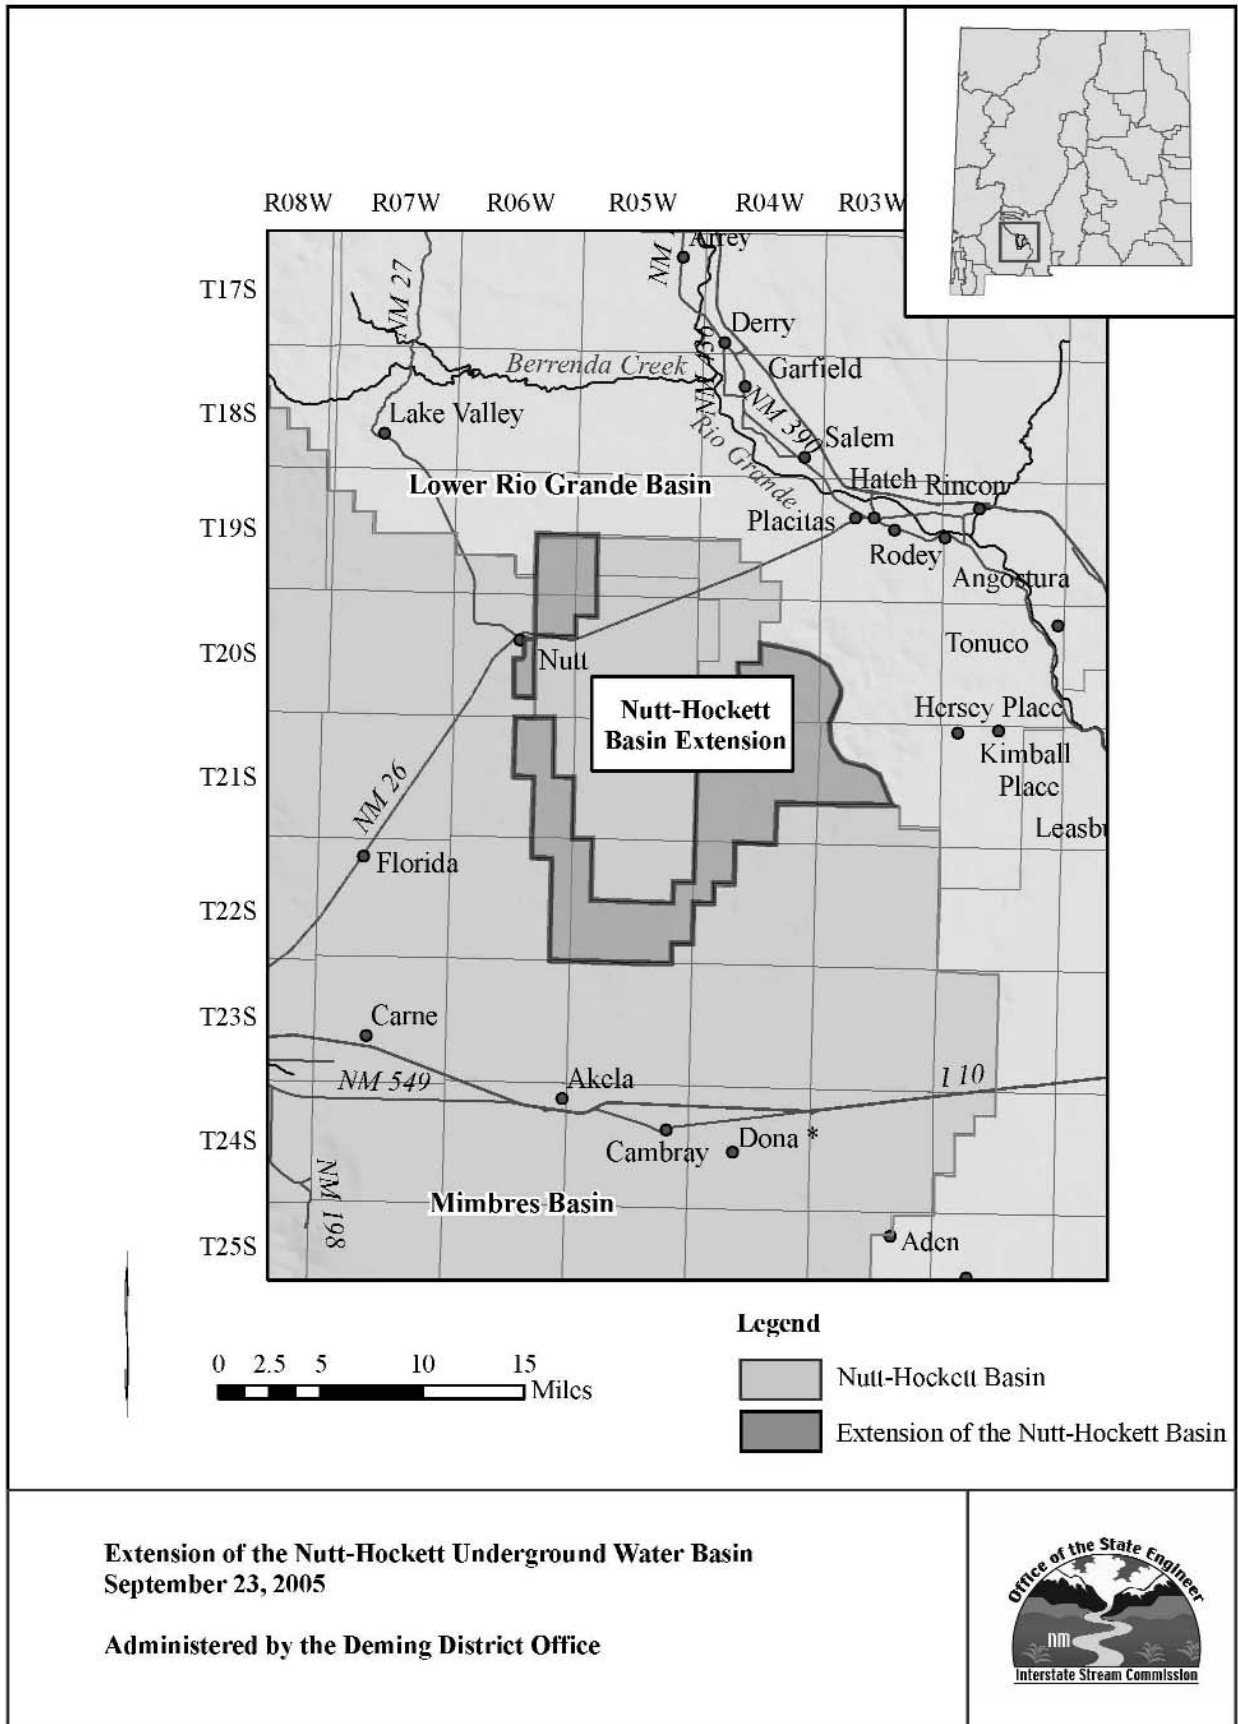 R08W R07W R06W R05W R04W R03W
T17S
T18S
T19S
T20S
T21S
T22S
T23S
T24S
T25S
NM 27
NM
Arrey
Derry
Berrenda Creek
Garfield
NM 390
Lake Valley
Rio Grande
Salem
Lower Rio Grande Basin
Hatch Rincon
Placitas
Rodey
Angostura
Tonuco
Nutt
Nutt-Hockett
Basin Extension
Hersey Place
Kimball
Place
NM 26
Leasbu
Florida
Carne
NM 549
Akela
I 10
Cambray
Dona *
NM 198
Mimbres Basin
Aden
Legend
0 2.5 5 10 15
Miles
Nutt-Hockett Basin
Extension of the Nutt-Hockett Basin
Extension of the Nutt-Hockett Underground Water Basin
September 23, 2005
Administered by the Deming District Office
Office of the State Engineer
nm
Interstate Stream Commission